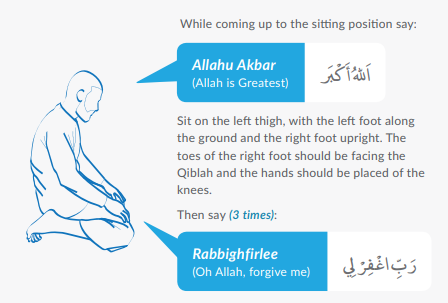 While coming up to the sitting position say:
Allahu Akbar
(Allah is Greatest)
اَللهُ أَكْبَر
Sit on the left thigh, with the left foot along
the ground and the right foot upright. The
toes of the right foot should be facing the
Qiblah and the hands should be placed of the
knees.
Then say (3 times):
Rabbighfirlee
(Oh Allah, forgive me)
رَبِّ اغْفِرْ لِي